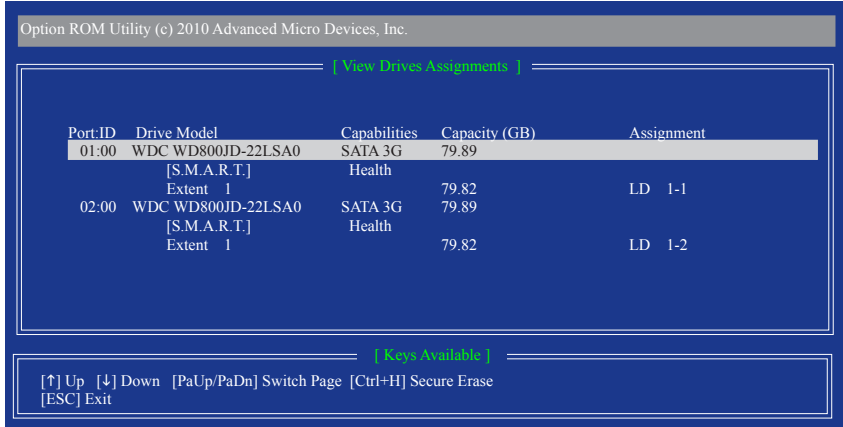 Option ROM Utility (c) 2010 Advanced Micro Devices, Inc.
[ View Drives Assignments ]
Port:ID Drive Model Capabilities Capacity (GB) Assignment
01:00 WDC WD800JD-22LSA0 SATA 3G 79.89
[S.M.A.R.T.] Health
Extent 1 79.82 LD 1-1
02:00 WDC WD800JD-22LSA0 SATA 3G 79.89
[S.M.A.R.T.] Health
Extent 1 79.82 LD 1-2
[ Keys Available ]
[↑] Up [↓] Down [PaUp/PaDn] Switch Page [Ctrl+H] Secure Erase
[ESC] Exit